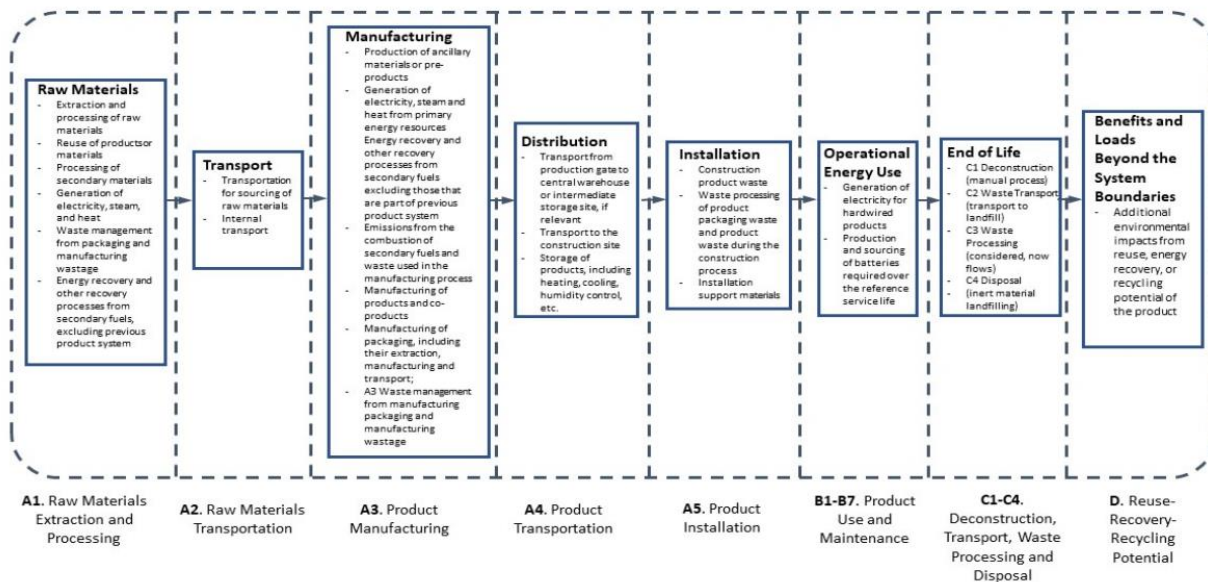 Raw Materials
- Extraction and
processing of raw
materials
- Reuse of productsor
materials
- Processing of
secondary materials
- Generation of
electricity, steam, and
heat
- Waste management
from packaging and
manufacturing
wastage
- Energy recovery and
other recovery
processes from
secondary fuels,
excluding previous
product system
Transport
- Transportation
for sourcing of
raw materials
- Internal
transport
Manufacturing
- Production of ancillary
materials or pre-
products
- Generation of
electricity, steam and
heat from primary
energy resources
Energy recovery and
other recovery
processes from
secondary fuels
excluding those that
are part of previous
product system
- Emissions from the
combustion of
secondary fuels and
waste used in the
manufacturing process
- Manufacturing of
products and co-
products
- Manufacturing of
packaging, including
their extraction,
manufacturing and
transport;
- A3 Waste management
from manufacturing
packaging and
manufacturing
wastage
Distribution
- Transport from
production gate to
central warehouse
or intermediate
storage site, if
relevant
- Transport to the
construction site
- Storage of
products, including
heating, cooling,
humidity control,
etc.
Installation
- Construction
product waste
- Waste processing
of product
packaging waste
and product
waste during the
construction
process
- Installation
support materials
Operational
Energy Use
- Generation of
electricity for
hardwired
products
- Production
and sourcing
of batteries
required over
the reference
service life
End of Life
- C1 Deconstruction
(manual process)
- C2 Waste Transport
(transport to
landfill)
- C3 Waste
Processing
(considered, now
flows)
- C4 Disposal
- (inert material
landfilling)
Benefits and
Loads
Beyond the
System
Boundaries
- Additional
environmental
impacts from
reuse, energy
recovery, or
recycling
potential of
the product
A1. Raw Materials
Extraction and
Processing
A2. Raw Materials
Transportation
A3. Product
Manufacturing
A4. Product
Transportation
A5. Product
Installation
B1-B7. Product
Use and
Maintenance
C1-C4.
Deconstruction,
Transport, Waste
Processing and
Disposal
D. Reuse-
Recovery-
Recycling
Potential